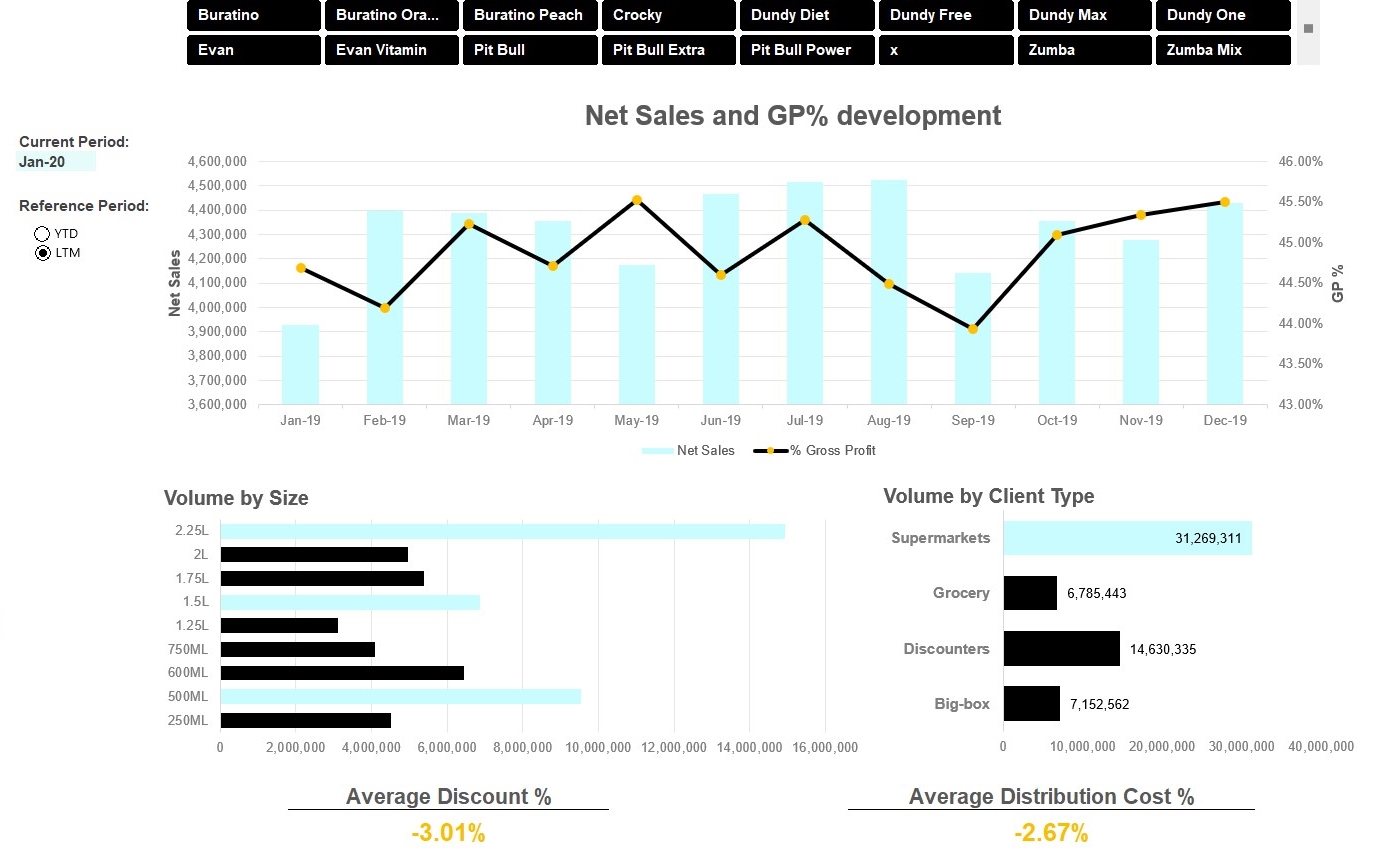 Buratino Buratino Ora... Buratino Peach Crocky Dundy Diet Dundy Free Dundy Max Dundy One
Evan Evan Vitamin Pit Bull Pit Bull Extra Pit Bull Power x Zumba Zumba Mix
Net Sales and GP% development
Current Period:
Jan-20
Reference Period:
YTD
LTM
Net Sales
4,600,000
4,500,000
4,400,000
4,300,000
4,200,000
4,100,000
4,000,000
3,900,000
3,800,000
3,700,000
3,600,000
46.00%
45.50%
45.00%
44.50%
44.00%
43.50%
43.00%
GP %
Jan-19 Feb-19 Mar-19 Apr-19 May-19 Jun-19 Jul-19 Aug-19 Sep-19 Oct-19 Nov-19 Dec-19
Net Sales % Gross Profit
Volume by Size
2.25L
2L
1.75L
1.5L
1.25L
750ML
600ML
500ML
250ML
0 2,000,000 4,000,000 6,000,000 8,000,000 10,000,000 12,000,000 14,000,000 16,000,000
Volume by Client Type
Supermarkets 31,269,311
Grocery 6,785,443
Discounters 14,630,335
Big-box 7,152,562
0 10,000,000 20,000,000 30,000,000 40,000,000
Average Discount %
-3.01%
Average Distribution Cost %
-2.67%